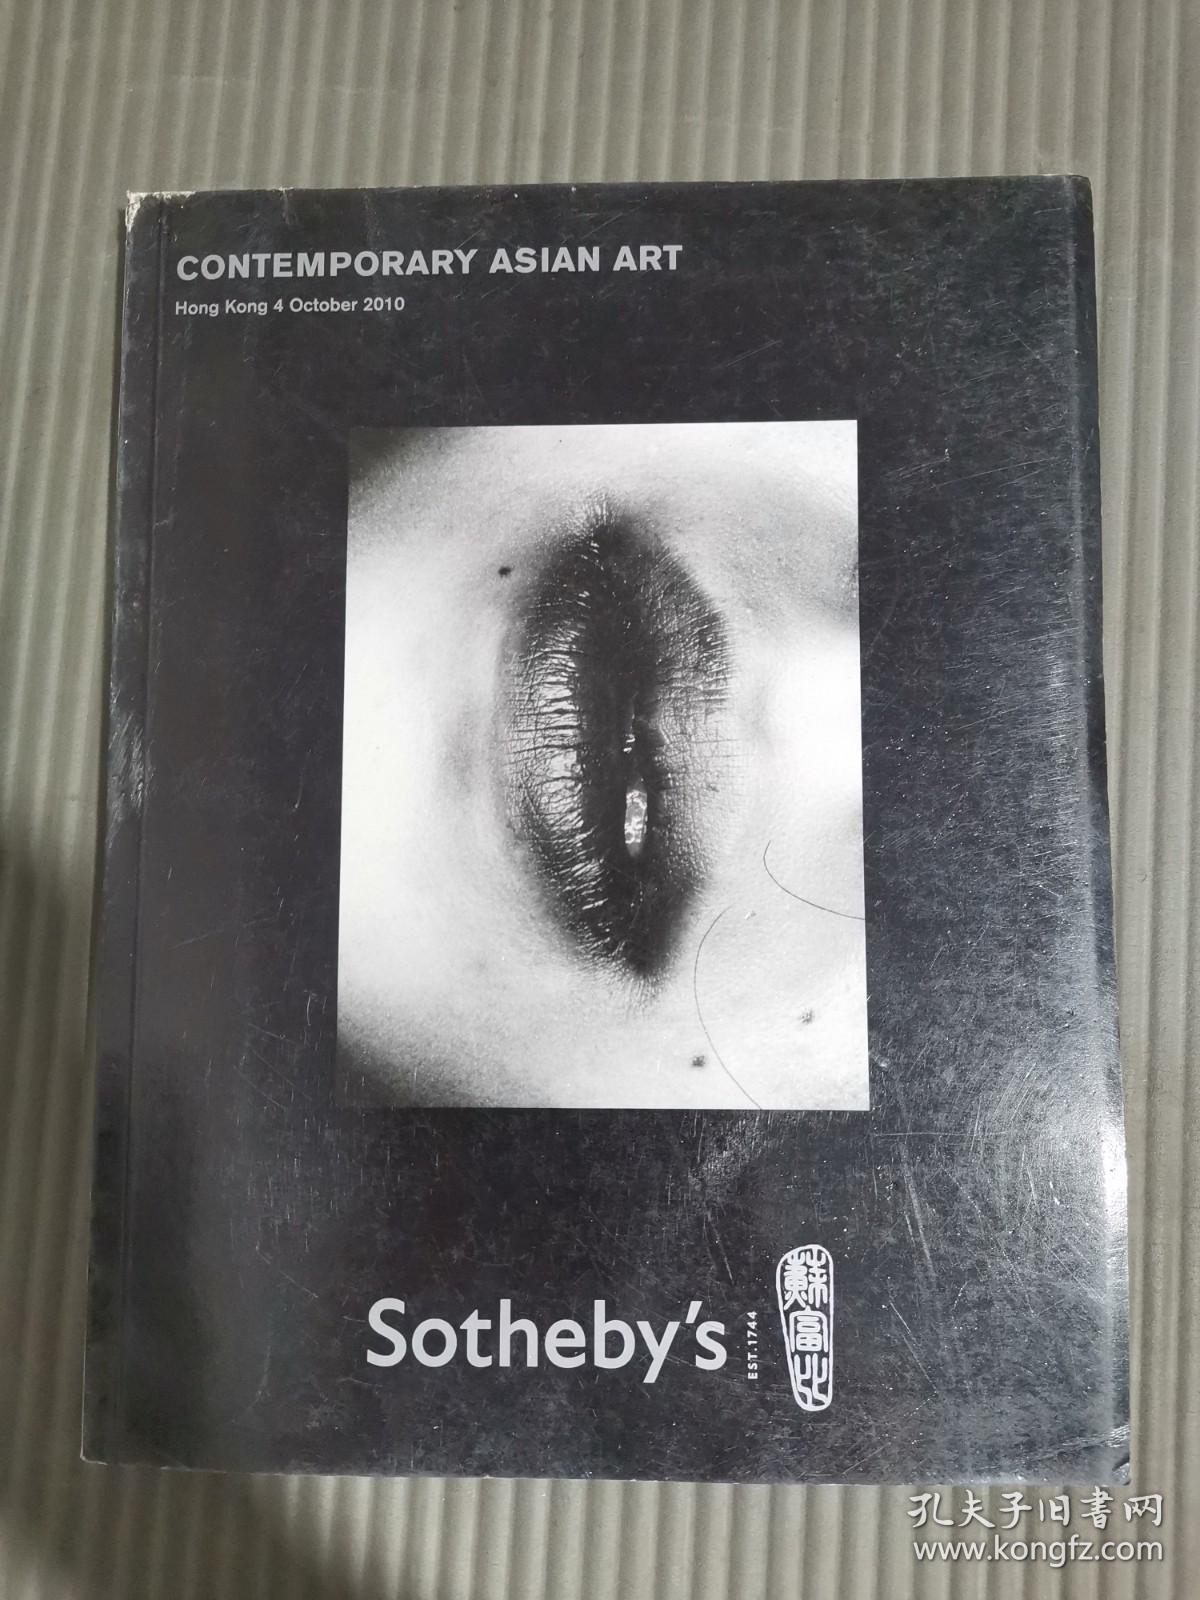 CONTEMPORARY ASIAN ART
Hong Kong 4 October 2010
Sotheby's
EST.1744
蘇富比
孔夫子旧書网
www.kongfz.com